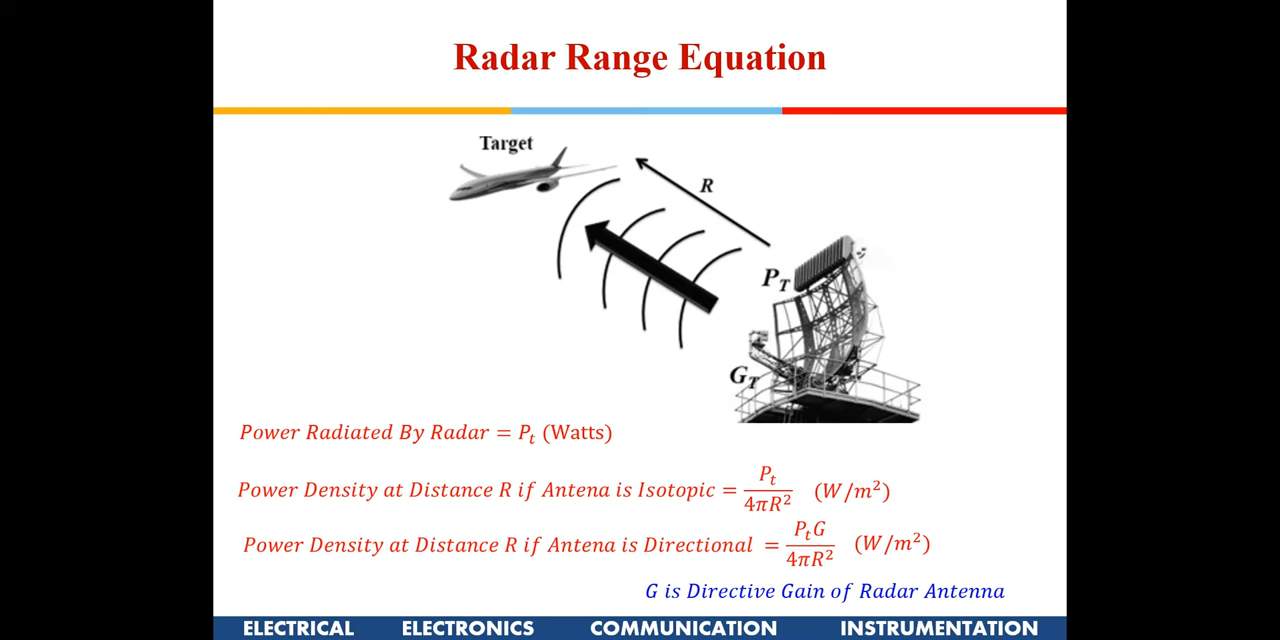 Radar Range Equation
Target
R
P_T
G_T
Power Radiated By Radar = P_t (Watts)
Power Density at Distance R if Antena is Isotopic = P_t / 4πR² (W/m²)
Power Density at Distance R if Antena is Directional = P_tG / 4πR² (W/m²)
G is Directive Gain of Radar Antenna
ELECTRICAL ELECTRONICS COMMUNICATION INSTRUMENTATION